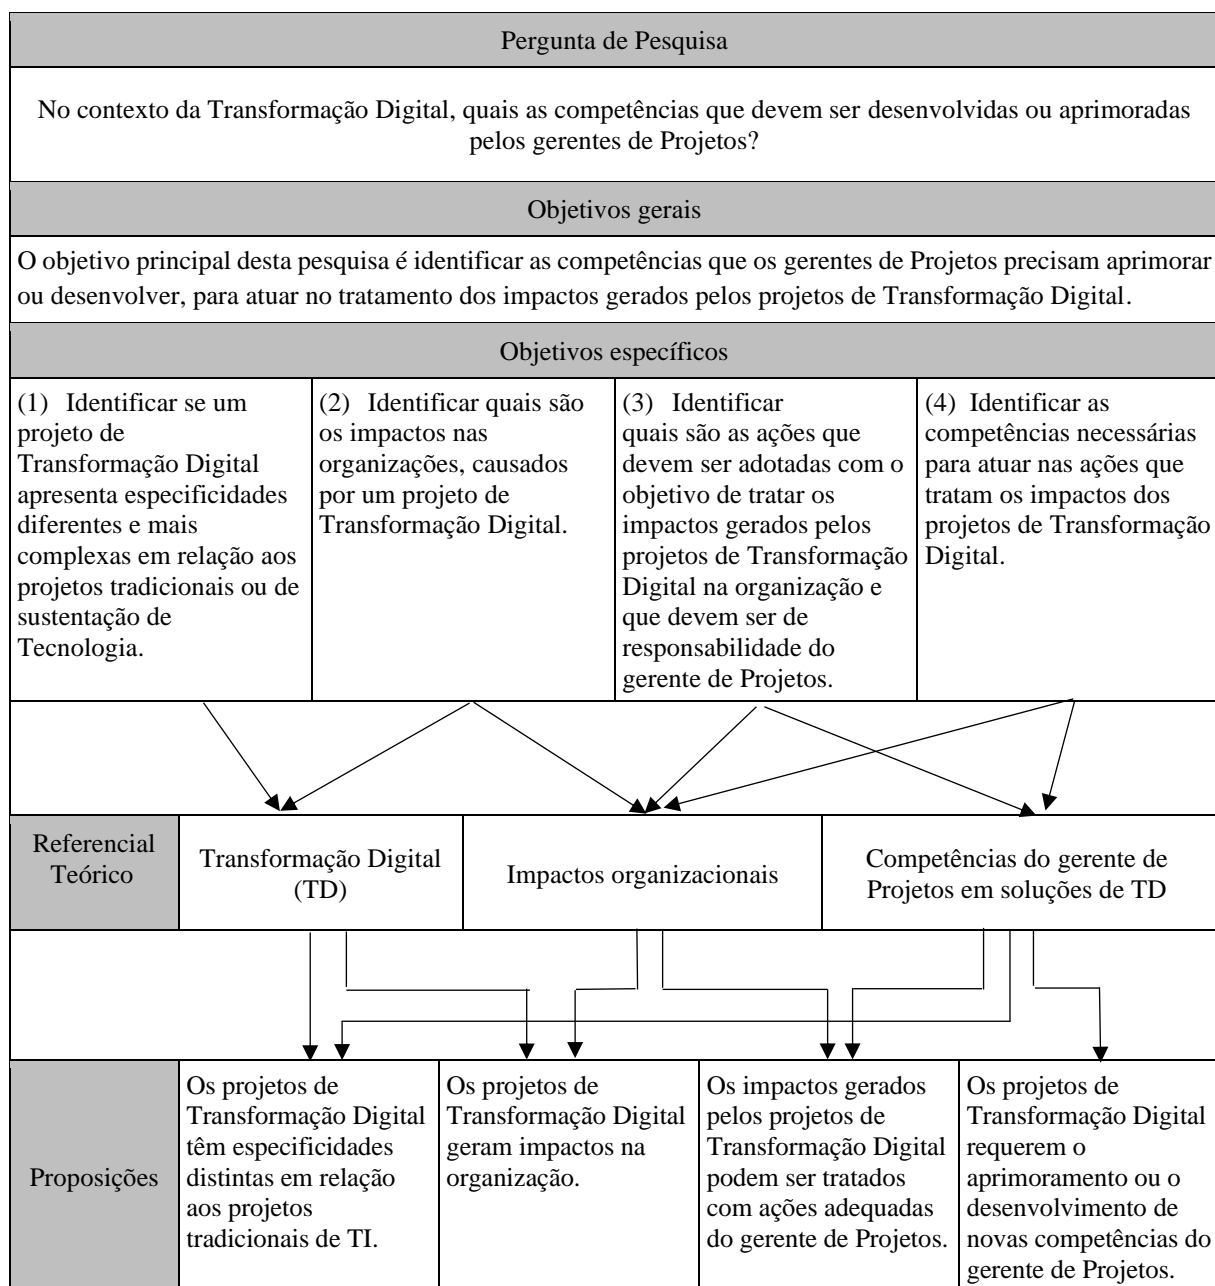 Pergunta de Pesquisa
No contexto da Transformação Digital, quais as competências que devem ser desenvolvidas ou aprimoradas
pelos gerentes de Projetos?
Objetivos gerais
O objetivo principal desta pesquisa é identificar as competências que os gerentes de Projetos precisam aprimorar
ou desenvolver, para atuar no tratamento dos impactos gerados pelos projetos de Transformação Digital.
Objetivos específicos
(1) Identificar se um
projeto de
Transformação Digital
apresenta especificidades
diferentes e mais
complexas em relação aos
projetos tradicionais ou de
sustentação de
Tecnologia.
(2) Identificar quais são
os impactos nas
organizações, causados
por um projeto de
Transformação Digital.
(3) Identificar
quais são as ações que
devem ser adotadas com o
objetivo de tratar os
impactos gerados pelos
projetos de Transformação
Digital na organização e
que devem ser de
responsabilidade do
gerente de Projetos.
(4) Identificar as
competências necessárias
para atuar nas ações que
tratam os impactos dos
projetos de Transformação
Digital.
Referencial
Teórico
Transformação Digital
(TD)
Impactos organizacionais
Competências do gerente de
Projetos em soluções de TD
Proposições
Os projetos de
Transformação Digital
têm especificidades
distintas em relação
aos projetos
tradicionais de TI.
Os projetos de
Transformação Digital
geram impactos na
organização.
Os impactos gerados
pelos projetos de
Transformação Digital
podem ser tratados
com ações adequadas
do gerente de Projetos.
Os projetos de
Transformação Digital
requerem o
aprimoramento ou o
desenvolvimento de
novas competências do
gerente de Projetos.